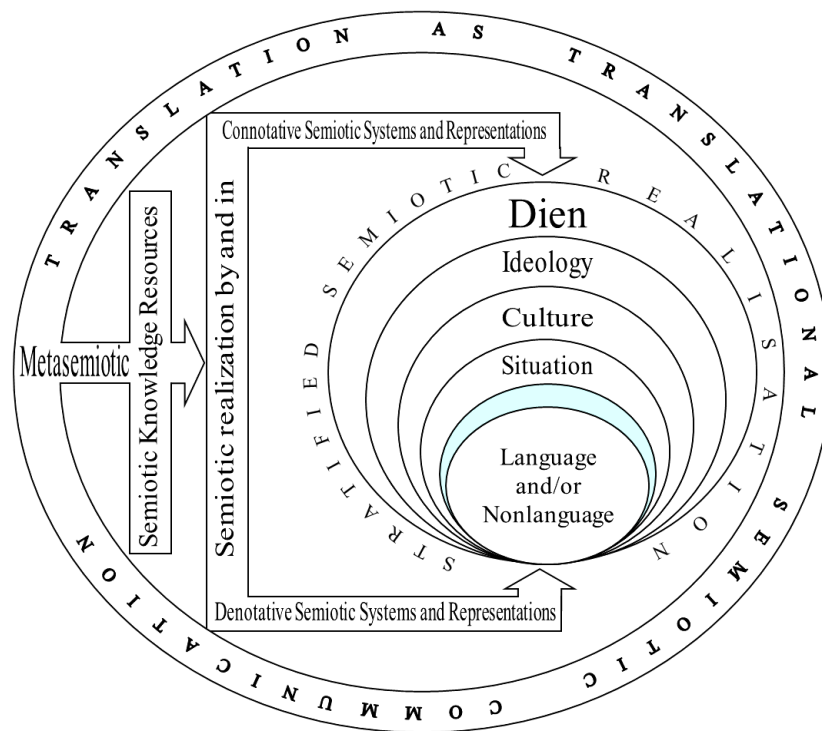 TRANSLATION AS TRANSLATIONAL SEMIOTIC COMMUNICATION
Connotative Semiotic Systems and Representations
STRATIFIED SEMIOTIC REALISATION
Metasemiotic
Semiotic Knowledge Resources
Semiotic realization by and in
Dien
Ideology
Culture
Situation
Language
and/or
Nonlanguage
Denotative Semiotic Systems and Representations